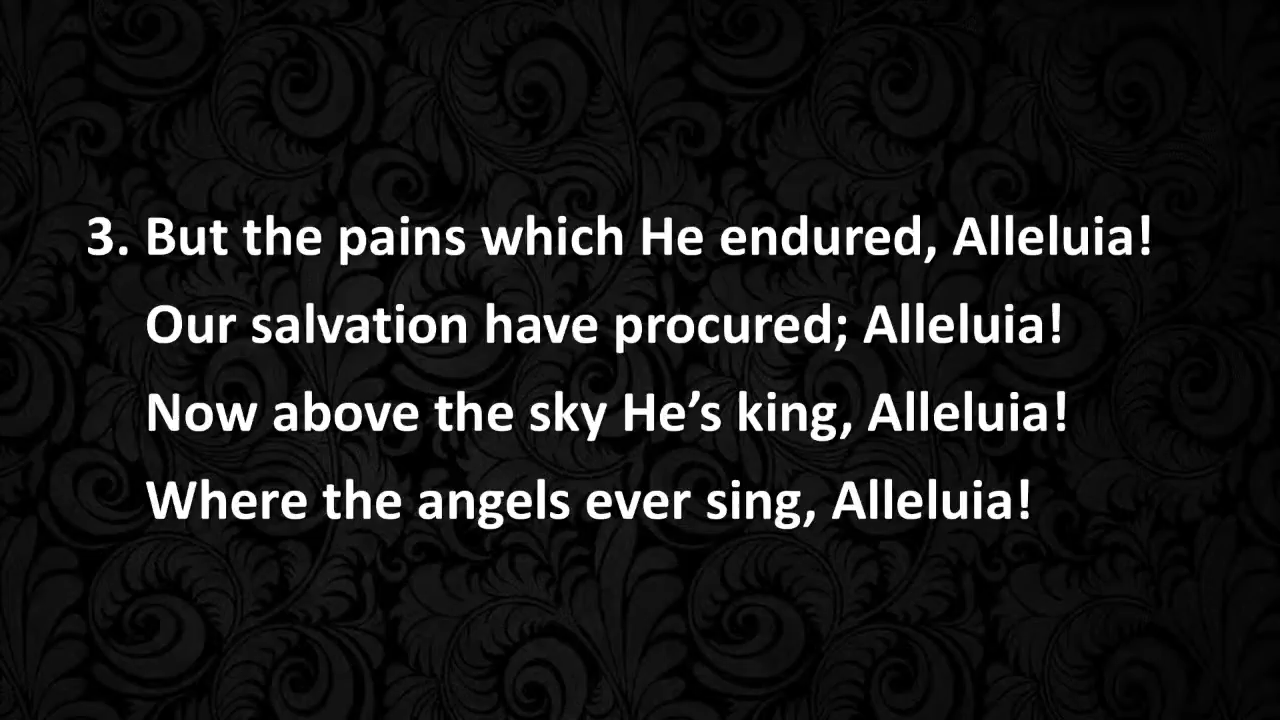 3. But the pains which He endured, Alleluia!
Our salvation have procured; Alleluia!
Now above the sky He’s king, Alleluia!
Where the angels ever sing, Alleluia!